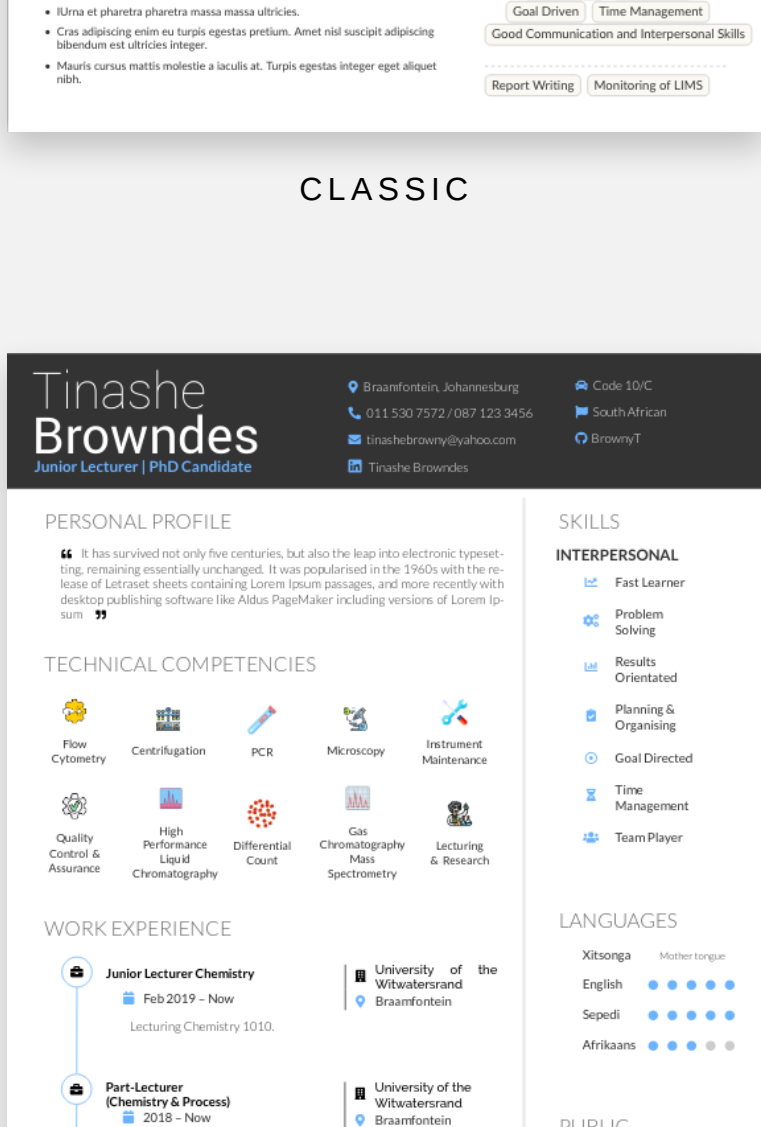 IUrna et pharetra pharetra massa massa ultricies.
Cras adipiscing enim eu turpis egestas pretium. Amet nisl suscipit adipiscing
bibendum est ultricies integer.
Mauris cursus mattis molestie a iaculis at. Turpis egestas integer eget aliquet
nibh.
Goal Driven
Time Management
Good Communication and Interpersonal Skills
Report Writing
Monitoring of LIMS
CLASSIC
Tinashe
Browndes
Junior Lecturer | PhD Candidate
Braamfontein, Johannesburg
011 530 7572 / 087 123 3456
tinashebrowny@yahoo.com
Tinashe Browndes
Code 10/C
South African
BrownyT
PERSONAL PROFILE
“ It has survived not only five centuries, but also the leap into electronic typeset-
ting, remaining essentially unchanged. It was popularised in the 1960s with the re-
lease of Letraset sheets containing Lorem Ipsum passages, and more recently with
desktop publishing software like Aldus PageMaker including versions of Lorem Ip-
sum ”
TECHNICAL COMPETENCIES
Flow
Cytometry
Centrifugation
PCR
Microscopy
Instrument
Maintenance
Quality
Control &
Assurance
High
Performance
Liquid
Chromatography
Differential
Count
Gas
Chromatography
Mass
Spectrometry
Lecturing
& Research
WORK EXPERIENCE
Junior Lecturer Chemistry
Feb 2019 – Now
Lecturing Chemistry 1010.
University of the
Witwatersrand
Braamfontein
Part-Lecturer
(Chemistry & Process)
2018 – Now
University of the
Witwatersrand
Braamfontein
SKILLS
INTERPERSONAL
Fast Learner
Problem
Solving
Results
Orientated
Planning &
Organising
Goal Directed
Time
Management
Team Player
LANGUAGES
Xitsonga Mother tongue
English
Sepedi
Afrikaans
PUBLIC